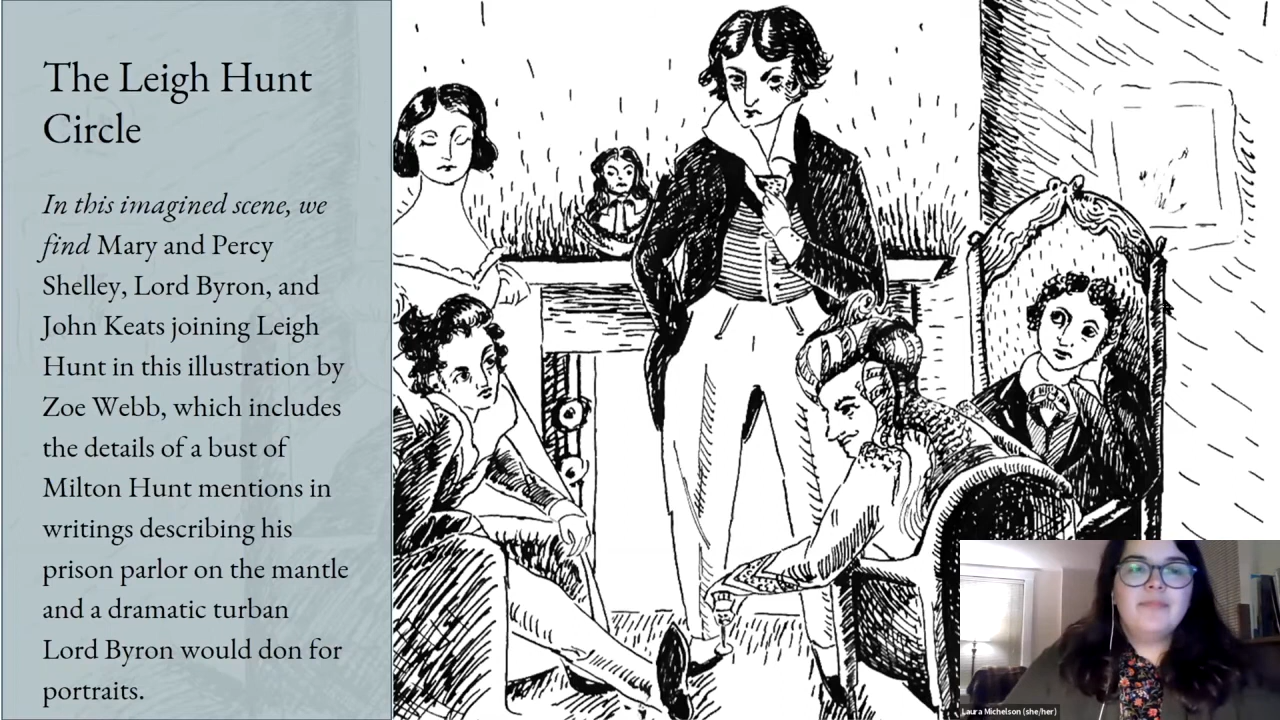 The Leigh Hunt
Circle
In this imagined scene, we
find Mary and Percy
Shelley, Lord Byron, and
John Keats joining Leigh
Hunt in this illustration by
Zoe Webb, which includes
the details of a bust of
Milton Hunt mentions in
writings describing his
prison parlor on the mantle
and a dramatic turban
Lord Byron would don for
portraits.
Laura Michelson (she/her)